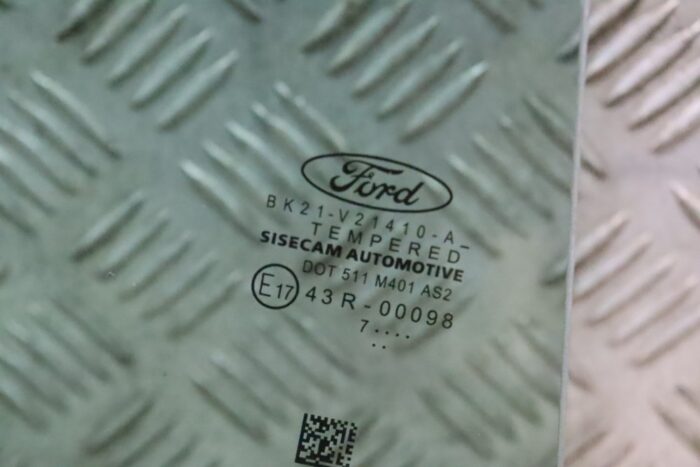 Ford
BK21-V21410-A-
TEMPERED
SISECAM AUTOMOTIVE
DOT 511 M401 AS2
E17 43R-00098
7....
..